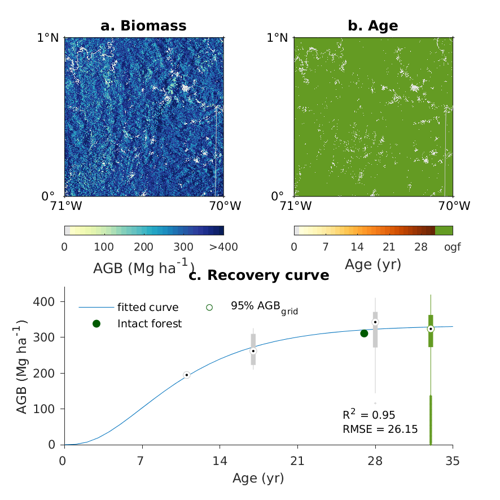 a. Biomass
b. Age
1°N
0°
71°W
70°W
1°N
0°
71°W
70°W
0 100 200 300 >400
AGB (Mg ha⁻¹)
0 7 14 21 28 ogf
Age (yr)
c. Recovery curve
fitted curve
95% AGB_grid
Intact forest
400
300
200
100
0
AGB (Mg ha⁻¹)
R² = 0.95
RMSE = 26.15
0 7 14 21 28 35
Age (yr)